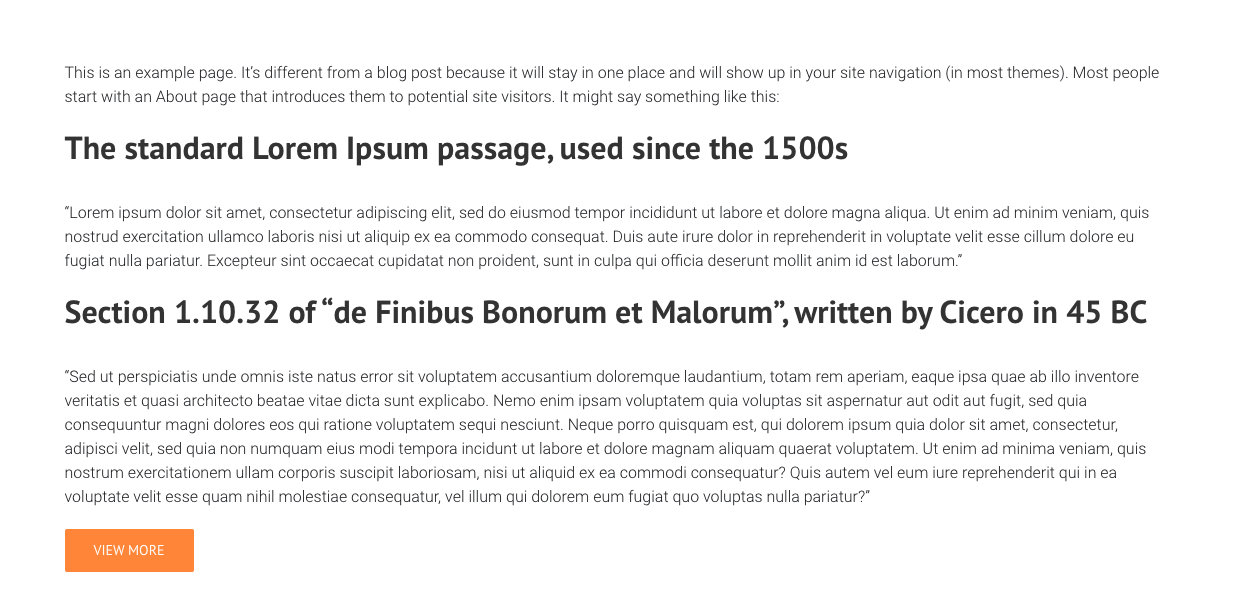 This is an example page. It’s different from a blog post because it will stay in one place and will show up in your site navigation (in most themes). Most people
start with an About page that introduces them to potential site visitors. It might say something like this:
The standard Lorem Ipsum passage, used since the 1500s
“Lorem ipsum dolor sit amet, consectetur adipiscing elit, sed do eiusmod tempor incididunt ut labore et dolore magna aliqua. Ut enim ad minim veniam, quis
nostrud exercitation ullamco laboris nisi ut aliquip ex ea commodo consequat. Duis aute irure dolor in reprehenderit in voluptate velit esse cillum dolore eu
fugiat nulla pariatur. Excepteur sint occaecat cupidatat non proident, sunt in culpa qui officia deserunt mollit anim id est laborum.”
Section 1.10.32 of “de Finibus Bonorum et Malorum”, written by Cicero in 45 BC
“Sed ut perspiciatis unde omnis iste natus error sit voluptatem accusantium doloremque laudantium, totam rem aperiam, eaque ipsa quae ab illo inventore
veritatis et quasi architecto beatae vitae dicta sunt explicabo. Nemo enim ipsam voluptatem quia voluptas sit aspernatur aut odit aut fugit, sed quia
consequuntur magni dolores eos qui ratione voluptatem sequi nesciunt. Neque porro quisquam est, qui dolorem ipsum quia dolor sit amet, consectetur,
adipisci velit, sed quia non numquam eius modi tempora incidunt ut labore et dolore magnam aliquam quaerat voluptatem. Ut enim ad minima veniam, quis
nostrum exercitationem ullam corporis suscipit laboriosam, nisi ut aliquid ex ea commodi consequatur? Quis autem vel eum iure reprehenderit qui in ea
voluptate velit esse quam nihil molestiae consequatur, vel illum qui dolorem eum fugiat quo voluptas nulla pariatur?”
VIEW MORE